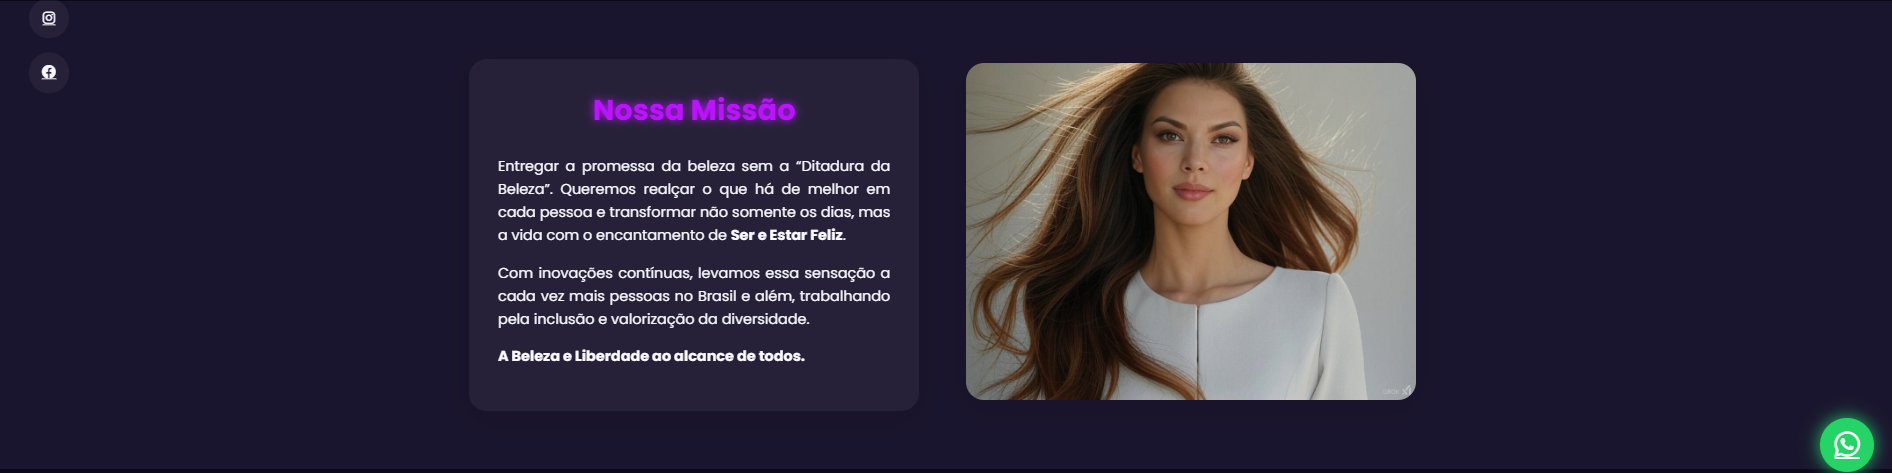 Nossa Missão
Entregar a promessa da beleza sem a “Ditadura da
Beleza”. Queremos realçar o que há de melhor em
cada pessoa e transformar não somente os dias, mas
a vida com o encantamento de Ser e Estar Feliz.
Com inovações contínuas, levamos essa sensação a
cada vez mais pessoas no Brasil e além, trabalhando
pela inclusão e valorização da diversidade.
A Beleza e Liberdade ao alcance de todos.